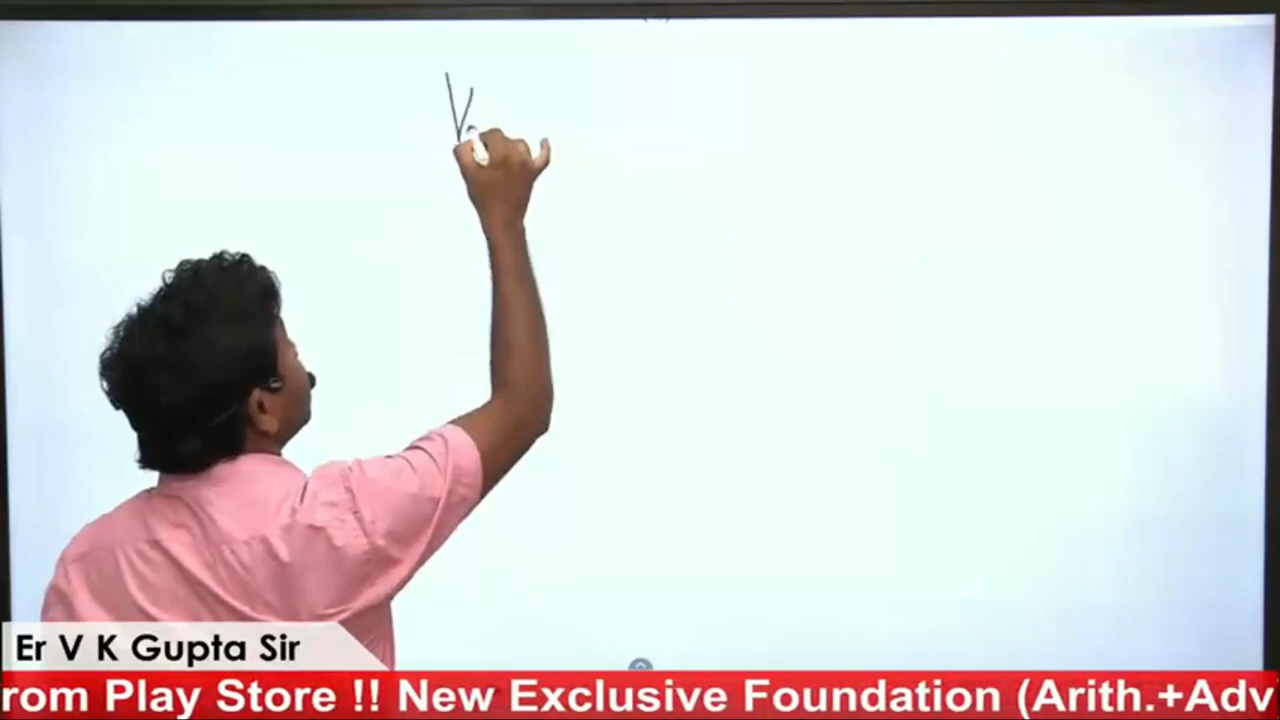 Er V K Gupta Sir
rom Play Store !! New Exclusive Foundation (Arith.+Adv